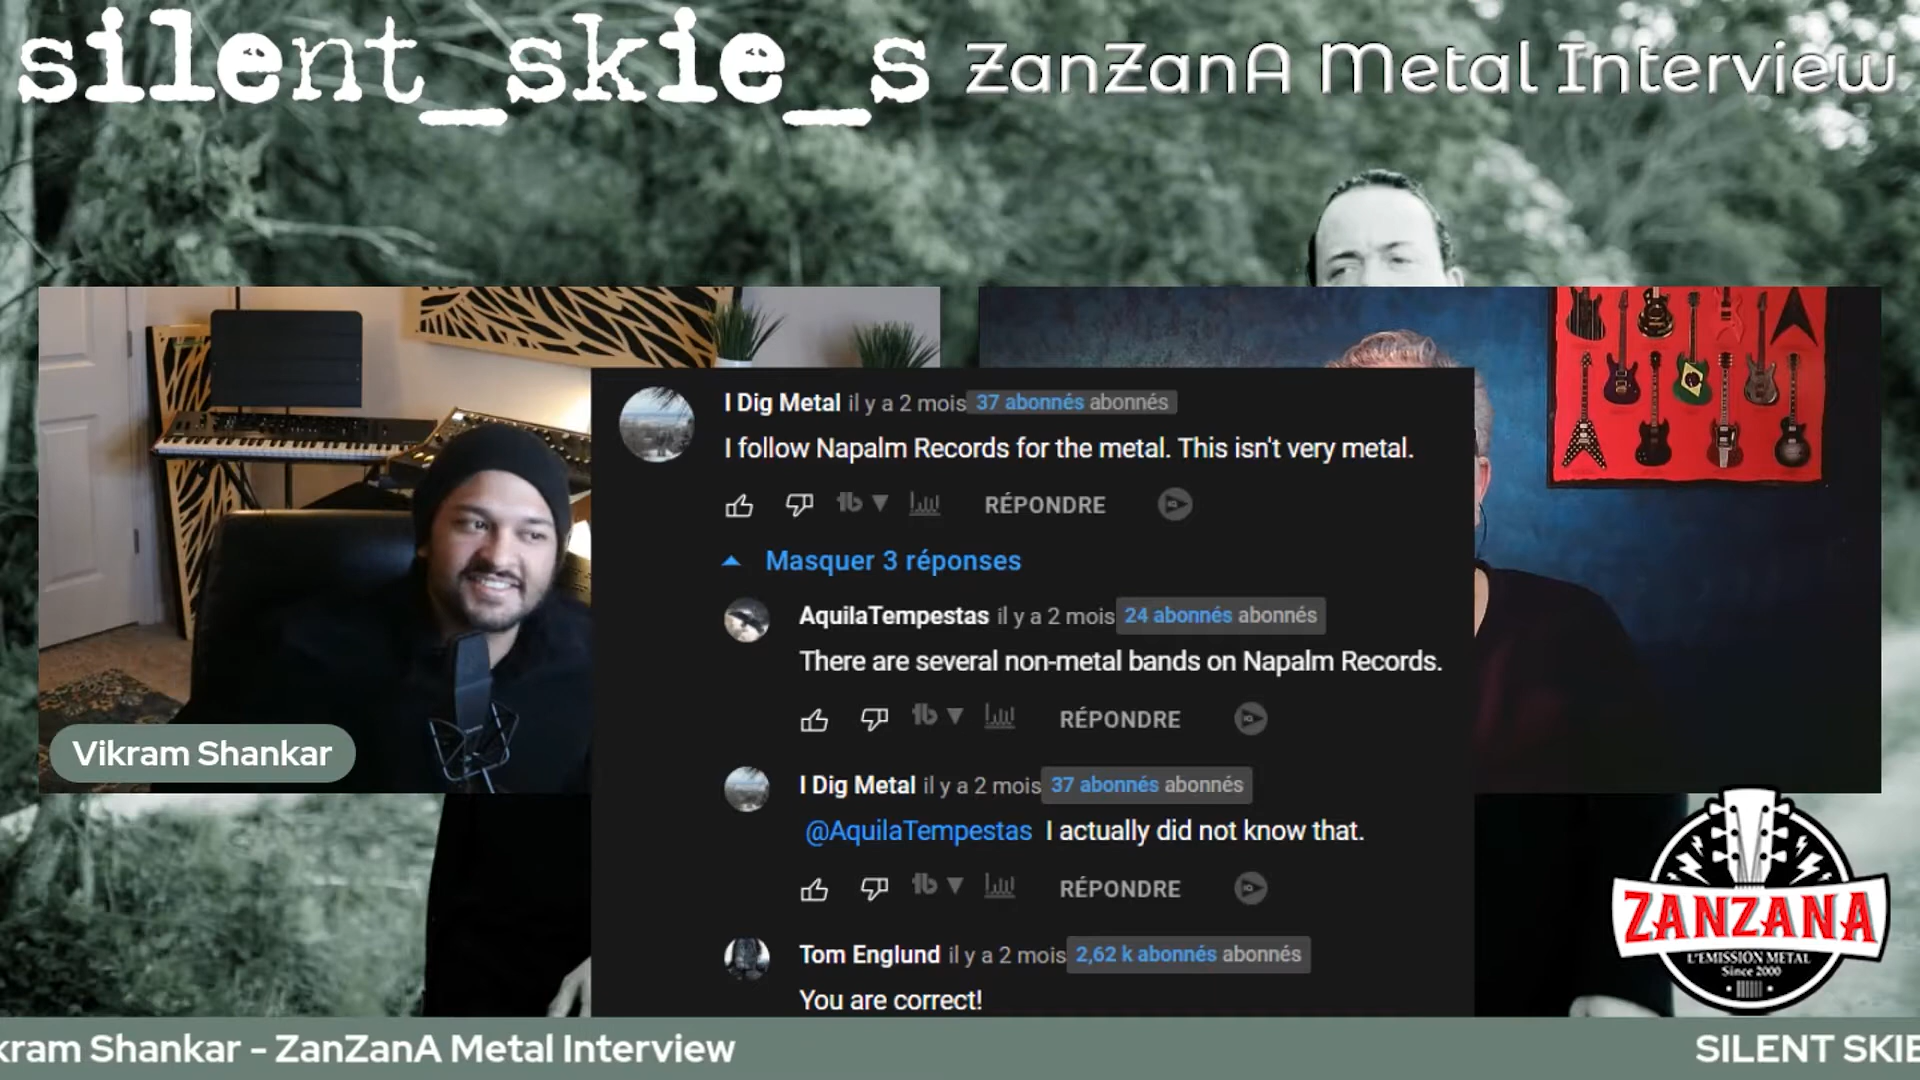 silent_skie_s
ZanZanA Metal Interview
I Dig Metal il y a 2 mois 37 abonnés abonnés
I follow Napalm Records for the metal. This isn't very metal.
RÉPONDRE
Masquer 3 réponses
AquilaTempestas il y a 2 mois 24 abonnés abonnés
There are several non-metal bands on Napalm Records.
RÉPONDRE
I Dig Metal il y a 2 mois 37 abonnés abonnés
@AquilaTempestas I actually did not know that.
RÉPONDRE
Tom Englund il y a 2 mois 2,62 k abonnés abonnés
You are correct!
Vikram Shankar
ZANZANA
L'EMISSION METAL
Since 2000
kram Shankar - ZanZanA Metal Interview
SILENT SKIE